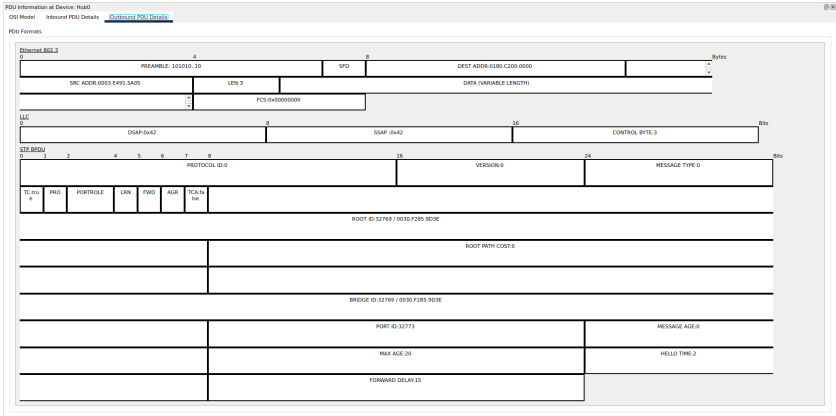 PDU Information at Device: Hub0
OSI Model Inbound PDU Details Outbound PDU Details
PDU Formats
Ethernet 802.3
0 4 8 Bytes
PREAMBLE: 101010..10 SFD DEST ADDR:0180.C200.0000
SRC ADDR:0003.E491.5A05 LEN:3 DATA (VARIABLE LENGTH)
FCS:0x00000000
LLC
0 8 16 Bits
DSAP:0x42 SSAP :0x42 CONTROL BYTE:3
STP BPDU
0 1 2 4 5 6 7 8 16 24 Bits
PROTOCOL ID:0 VERSION:0 MESSAGE TYPE:0
TC:tru PRO PORTROLE LRN FWD AGR TCA:fa
e lse
ROOT ID:32769 / 0030.F285.9D3E
ROOT PATH COST:0
BRIDGE ID:32769 / 0030.F285.9D3E
PORT ID:32773 MESSAGE AGE:0
MAX AGE:20 HELLO TIME:2
FORWARD DELAY:15